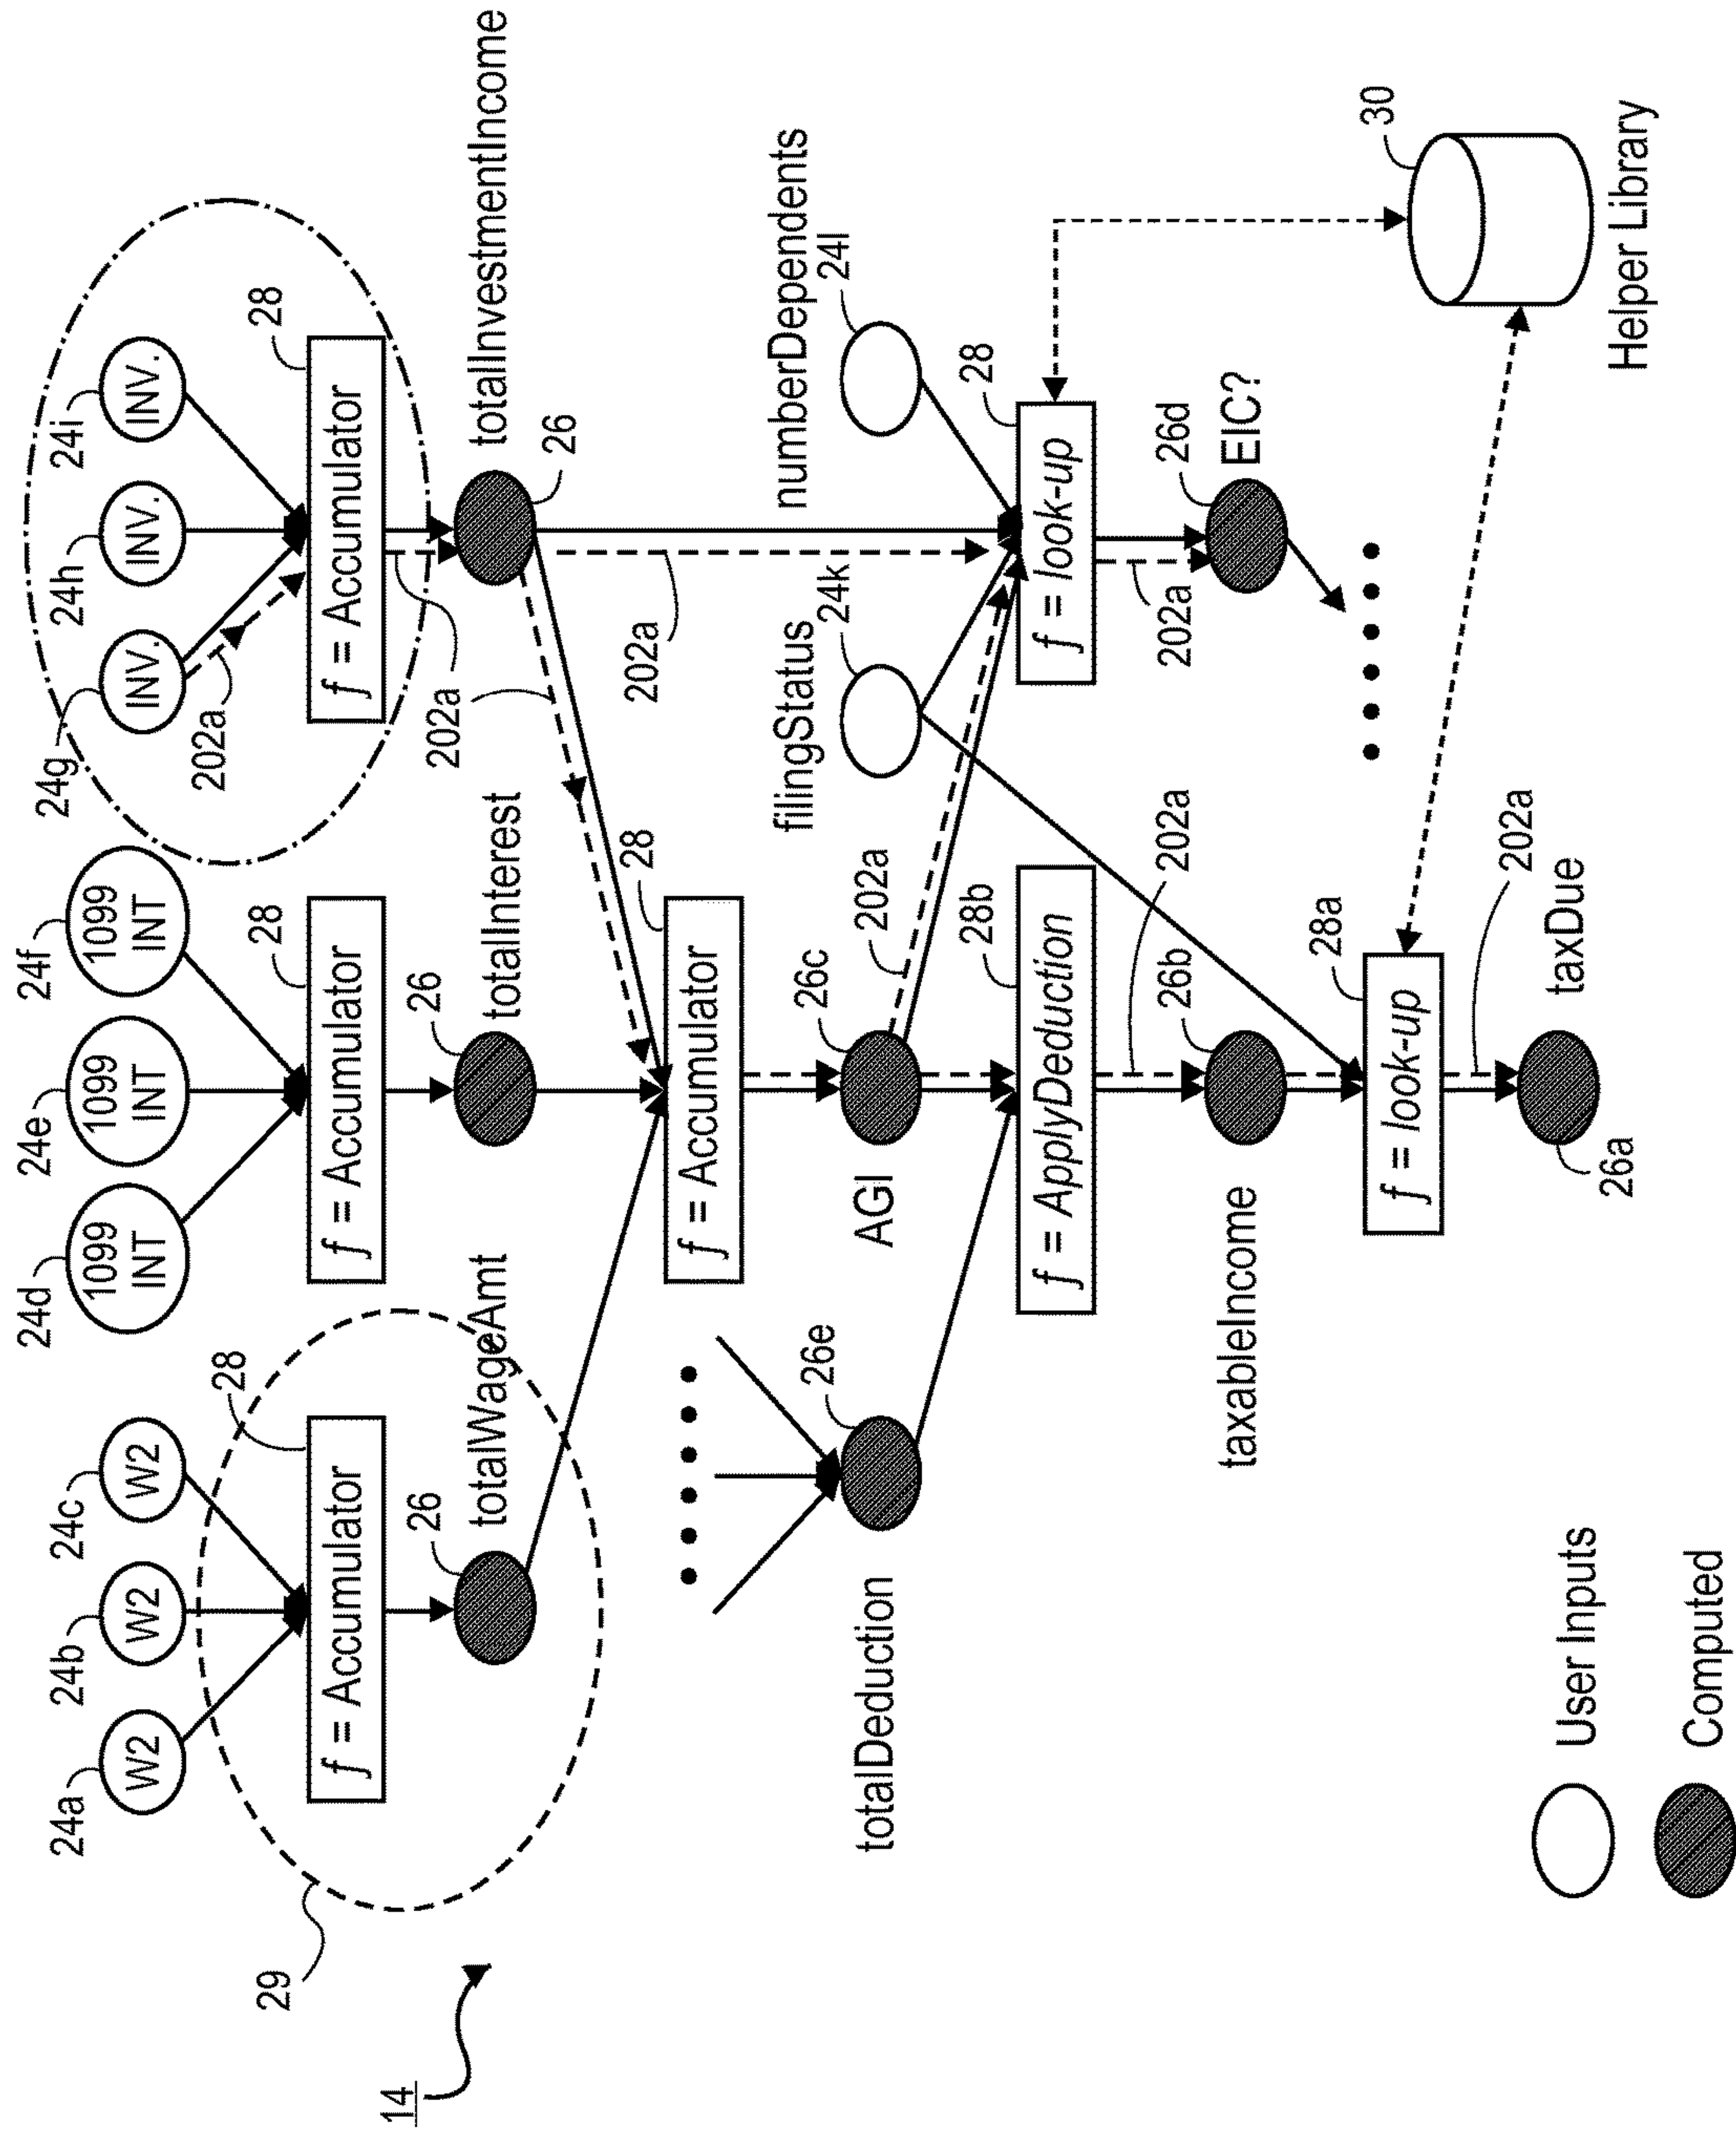 24a
24b
24c
24d
24e
24f
24g
24h
24i
W2
W2
W2
1099
INT
1099
INT
1099
INT
INV.
INV.
INV.
202a
28
28
28
f = Accumulator
f = Accumulator
f = Accumulator
29
14
26
26
202a
26
totalWageAmt
totalInterest
totalInvestmentIncome
202a
202a
28
f = Accumulator
fillingStatus
numberDependents
24k
24l
totalDeduction
26e
AGI
26c
202a
28b
28
f = ApplyDeduction
f = look-up
202a
202a
26d
EIC?
taxableIncome
26b
28a
30
f = look-up
Helper Library
202a
taxDue
26a
User Inputs
Computed